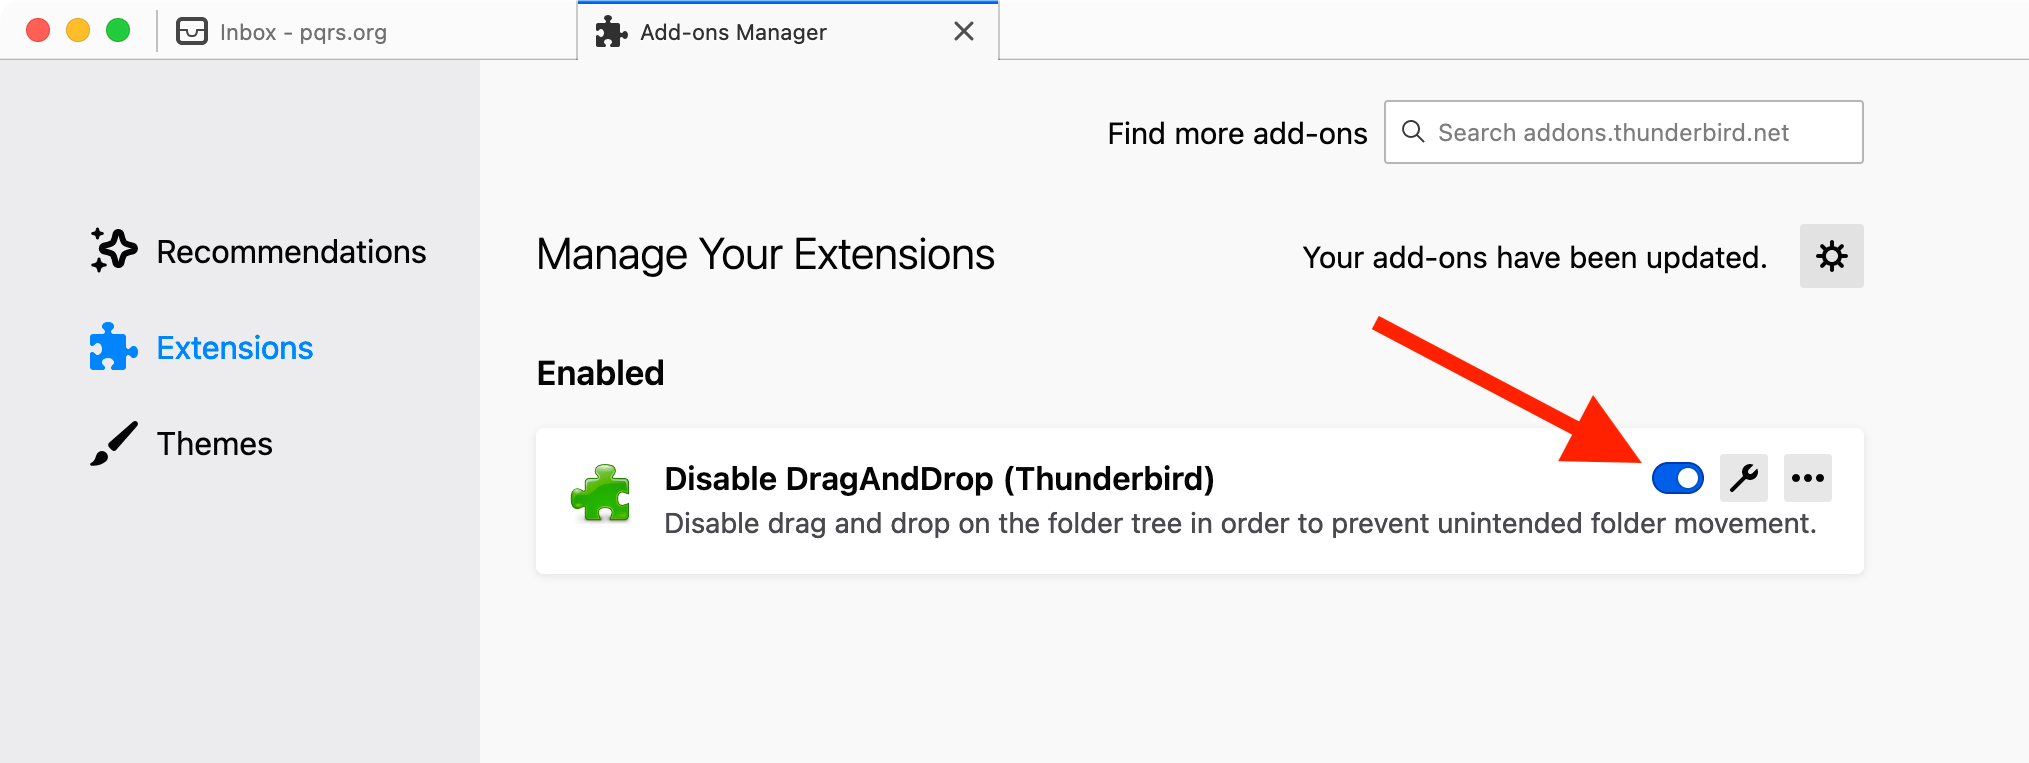 Inbox - pqrs.org
Add-ons Manager
Find more add-ons
Search addons.thunderbird.net
Recommendations
Extensions
Themes
Manage Your Extensions
Your add-ons have been updated.
Enabled
Disable DragAndDrop (Thunderbird)
Disable drag and drop on the folder tree in order to prevent unintended folder movement.